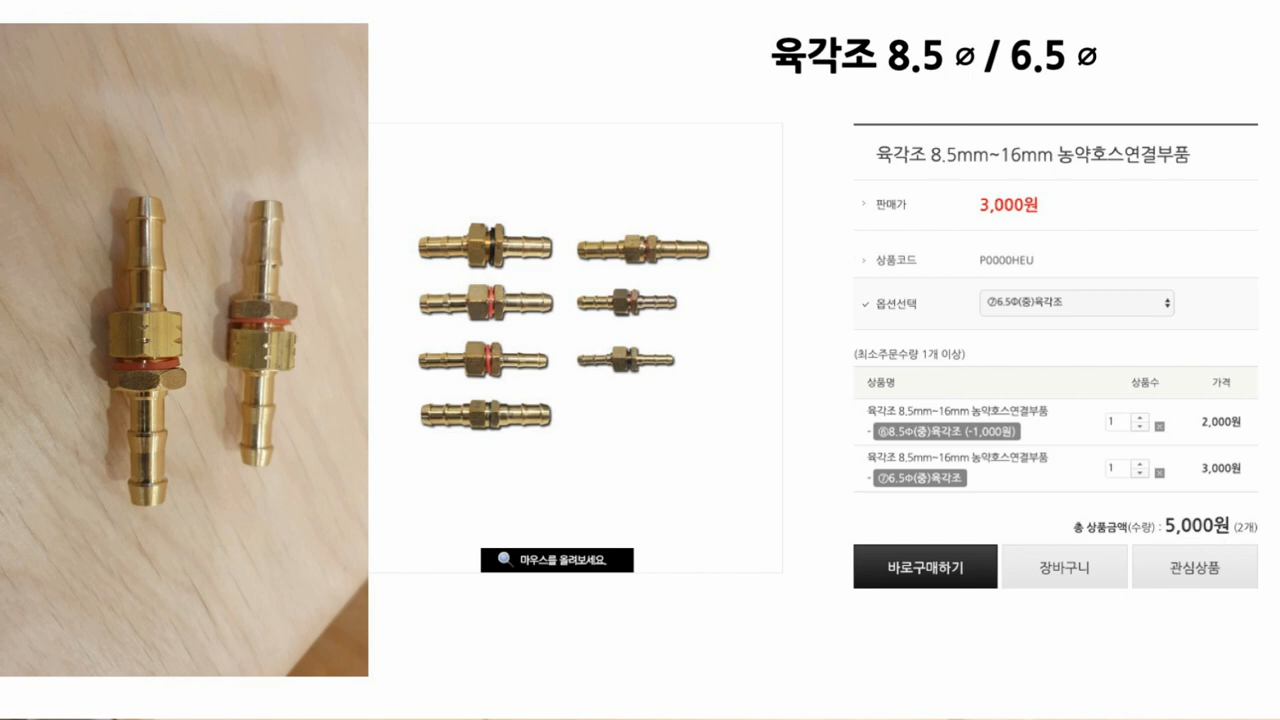 육각조 8.5 ⌀ / 6.5 ⌀
육각조 8.5mm~16mm 농약호스연결부품
판매가 3,000원
상품코드 P0000HEU
옵션선택 ⑦6.5Φ(중)육각조
(최소주문수량 1개 이상)
상품명 상품수 가격
육각조 8.5mm~16mm 농약호스연결부품
- ⑥8.5Φ(중)육각조 (-1,000원) 1 2,000원
육각조 8.5mm~16mm 농약호스연결부품
- ⑦6.5Φ(중)육각조 1 3,000원
총 상품금액(수량) : 5,000원 (2개)
마우스를 올려보세요.
바로구매하기 장바구니 관심상품